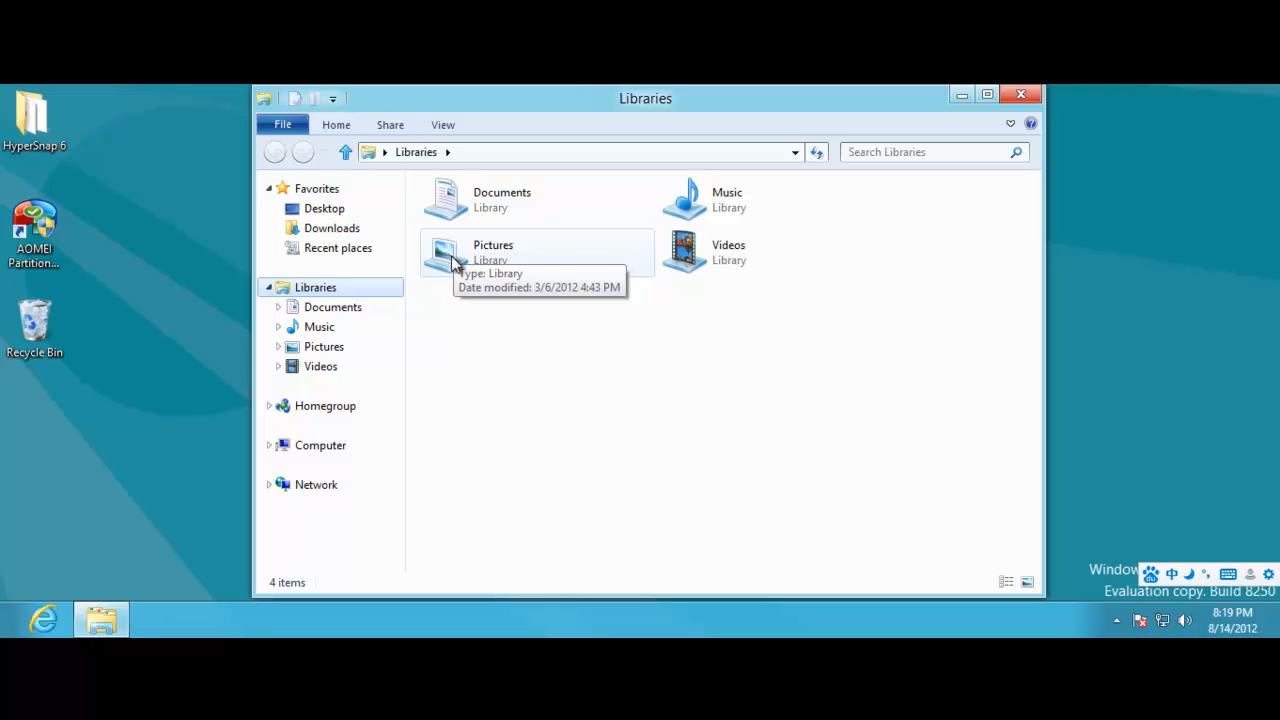 Libraries
File Home Share View
Libraries
Search Libraries
HyperSnap 6
AOMEI
Partition...
Recycle Bin
Favorites
Desktop
Downloads
Recent places
Libraries
Documents
Music
Pictures
Videos
Homegroup
Computer
Network
Documents
Library
Music
Library
Pictures
Library
Videos
Library
Type: Library
Date modified: 3/6/2012 4:43 PM
4 items
中
Evaluation copy. Build 8250
8:19 PM
8/14/2012